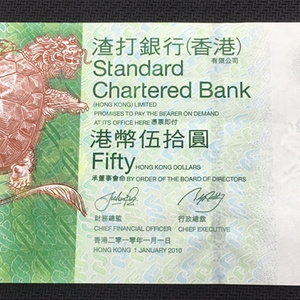 渣打銀行(香港)
有限公司
Standard
Chartered Bank
(HONG KONG) LIMITED
PROMISES TO PAY THE BEARER ON DEMAND
AT ITS OFFICE HERE 憑票即付
港幣伍拾圓
Fifty HONG KONG DOLLARS
承董事會命 BY ORDER OF THE BOARD OF DIRECTORS
財務總監 行政總裁
CHIEF FINANCIAL OFFICER CHIEF EXECUTIVE
香港二零一零年一月一日
HONG KONG 1 JANUARY 2010